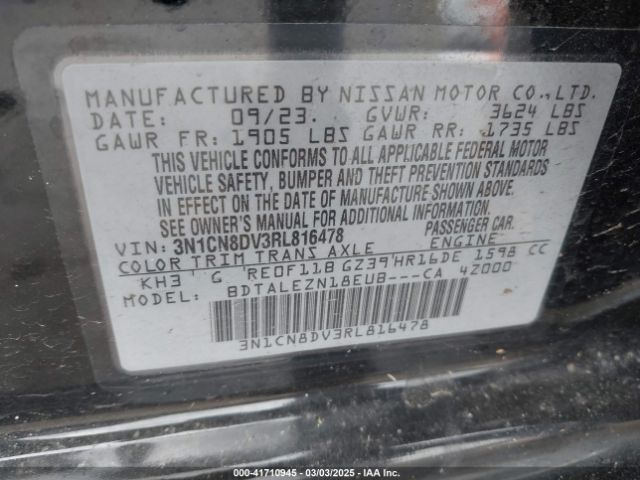 MANUFACTURED BY NISSAN MOTOR CO.,LTD.
DATE: 09/23. GVWR: 3624 LBS
GAWR FR: 1905 LBS GAWR RR: 1735 LBS
THIS VEHICLE CONFORMS TO ALL APPLICABLE FEDERAL MOTOR
VEHICLE SAFETY, BUMPER AND THEFT PREVENTION STANDARDS
IN EFFECT ON THE DATE OF MANUFACTURE SHOWN ABOVE.
SEE OWNER'S MANUAL FOR ADDITIONAL INFORMATION
VIN: 3N1CN8DV3RL816478 PASSENGER CAR.
COLOR TRIM TRANS AXLE ENGINE
KH3 G RE0F11B GZ39 HR16DE 1598 CC
MODEL: BDTALEZN18EUB---CA 4Z000
3N1CN8DV3RL816478
000-41710945 - 03/03/2025 - ©IAA Inc.